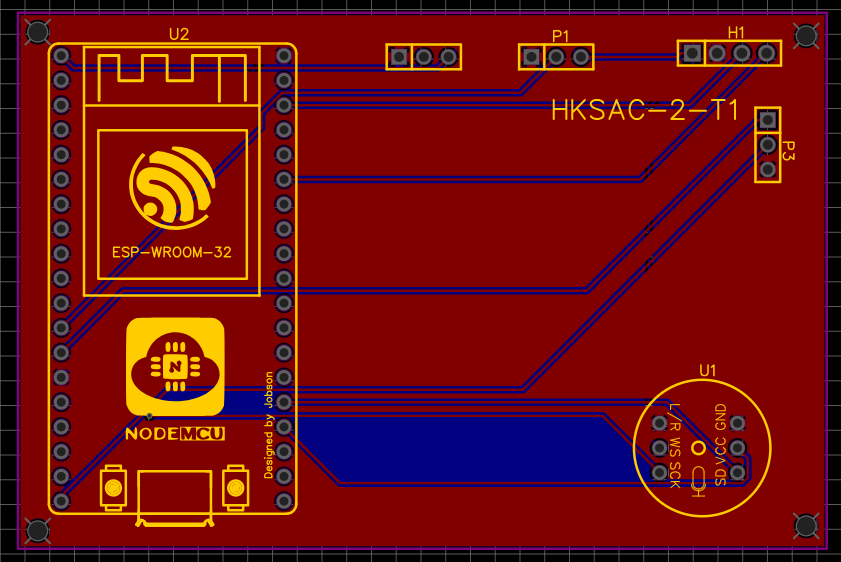 U2
P1
H1
HKSAC-2-T1
P3
ESP-WROOM-32
N
NODEMCU
Designed by Jobson
U1
L/R WS SCK
SD VCC GND